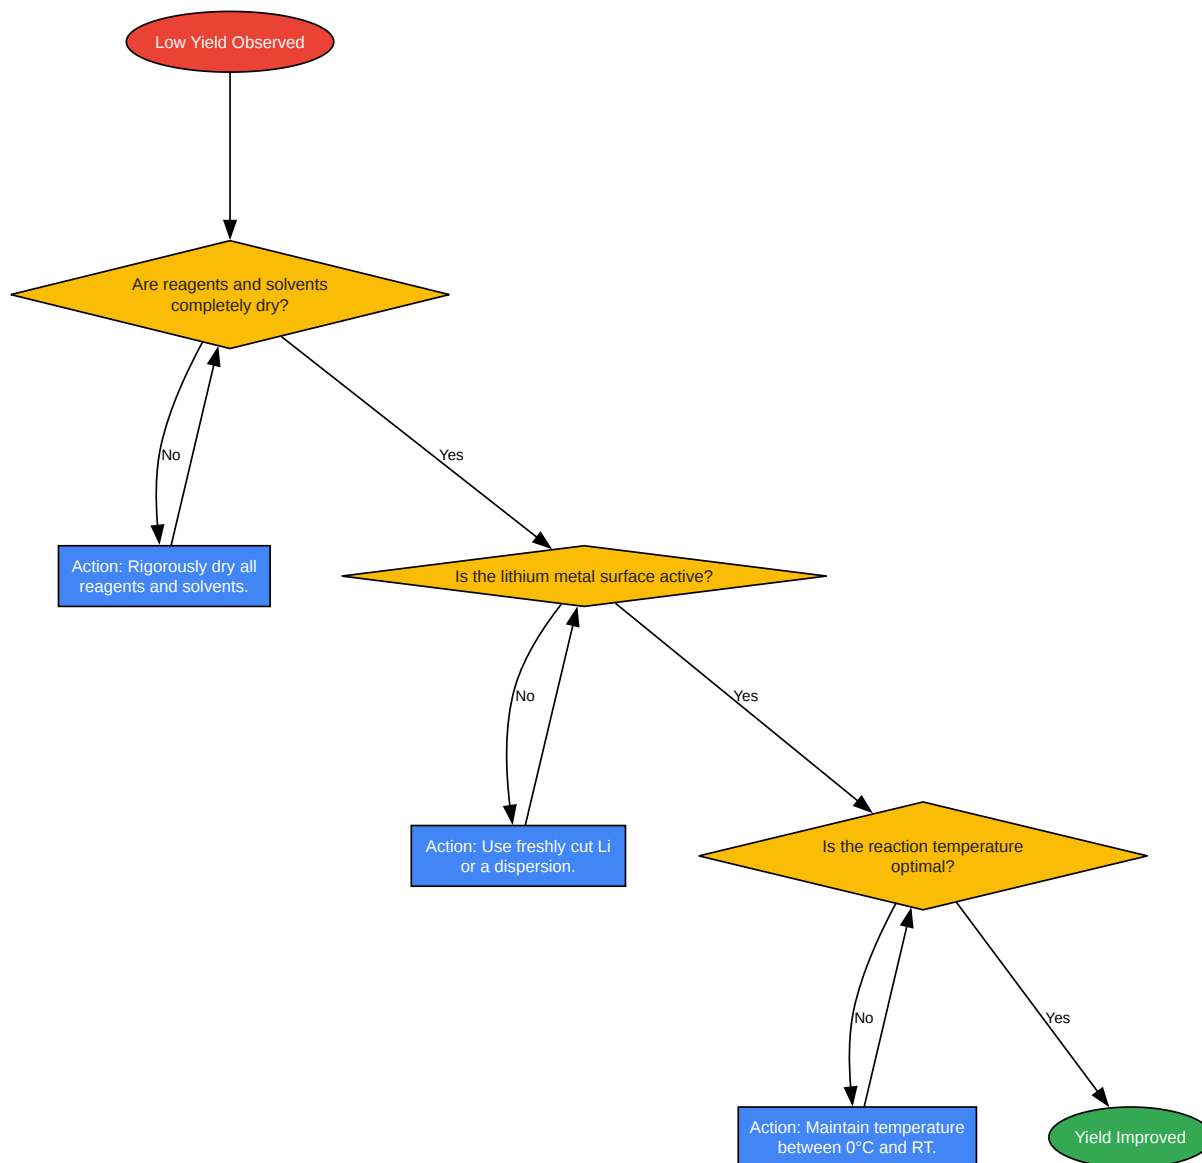 Low Yield Observed
Are reagents and solvents
completely dry?
No
Yes
Action: Rigorously dry all
reagents and solvents.
Is the lithium metal surface active?
No
Yes
Action: Use freshly cut Li
or a dispersion.
Is the reaction temperature
optimal?
No
Yes
Action: Maintain temperature
between 0°C and RT.
Yield Improved